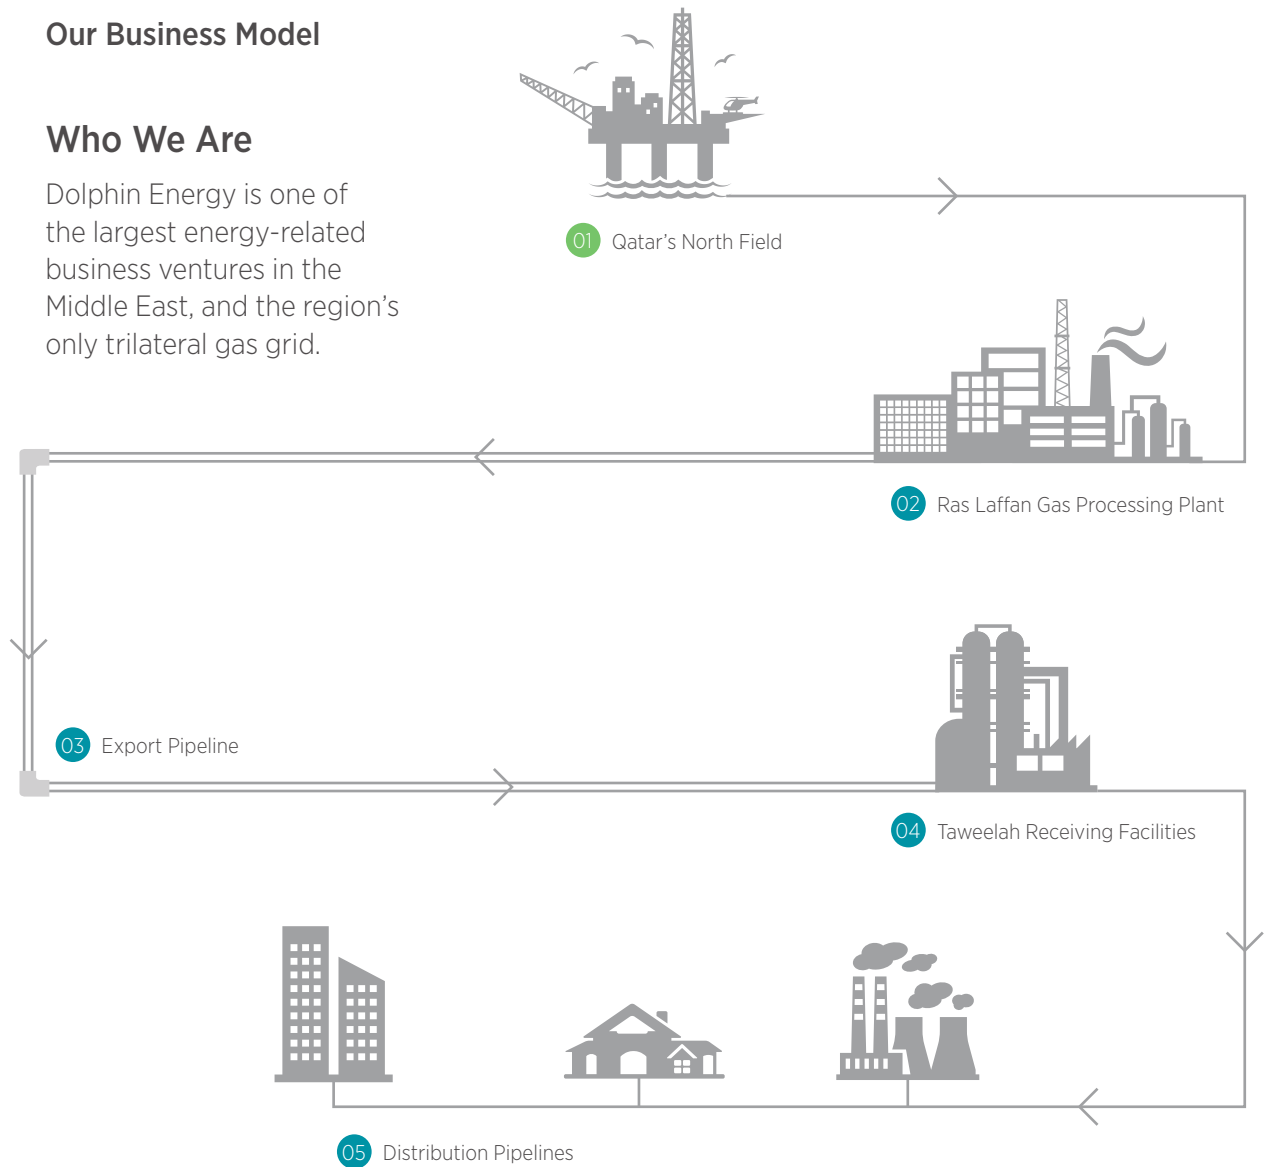 Our Business Model
Who We Are
Dolphin Energy is one of
the largest energy-related
business ventures in the
Middle East, and the region’s
only trilateral gas grid.
01 Qatar’s North Field
02 Ras Laffan Gas Processing Plant
03 Export Pipeline
04 Taweelah Receiving Facilities
05 Distribution Pipelines